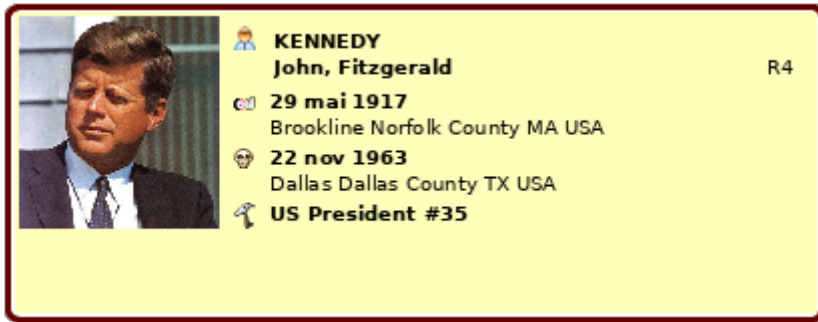 KENNEDY
John, Fitzgerald R4
29 mai 1917
Brookline Norfolk County MA USA
22 nov 1963
Dallas Dallas County TX USA
US President #35